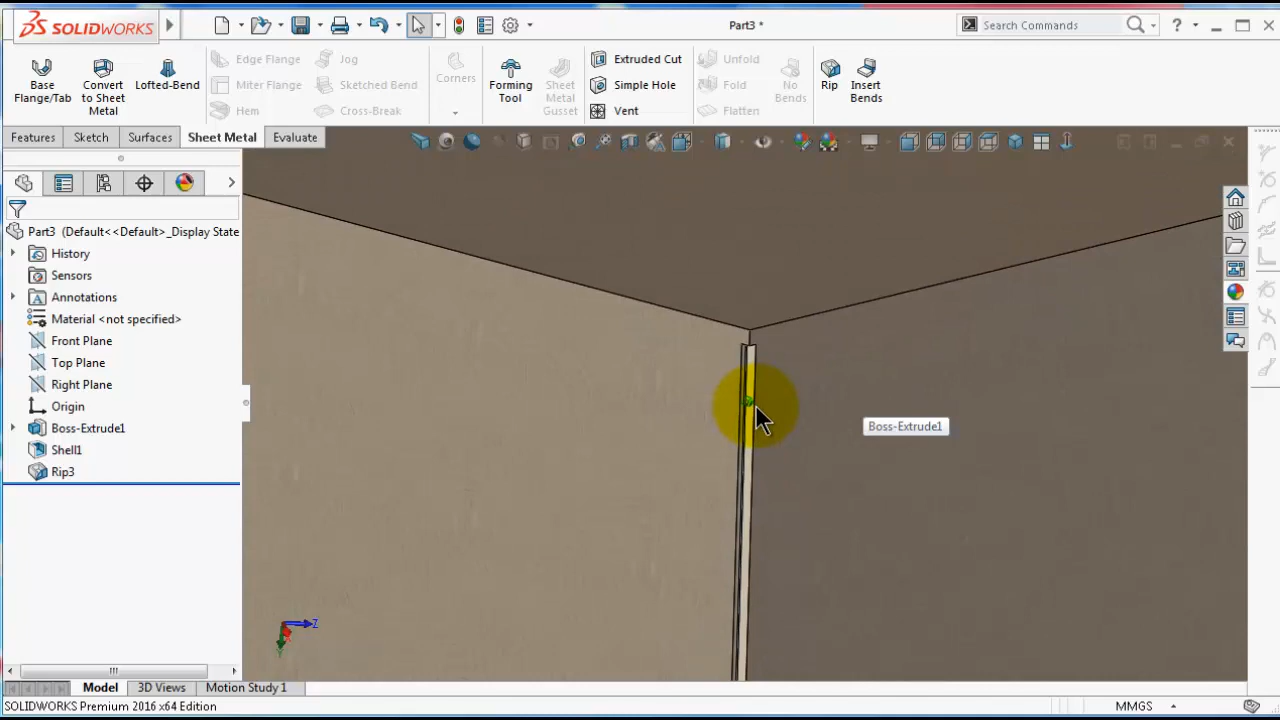 SOLIDWORKS
Part3 *
Search Commands
?
Base Flange/Tab
Convert to Sheet Metal
Lofted-Bend
Edge Flange
Miter Flange
Hem
Jog
Sketched Bend
Cross-Break
Corners
Forming Tool
Sheet Metal Gusset
Extruded Cut
Simple Hole
Vent
Unfold
Fold
Flatten
No Bends
Rip
Insert Bends
Features
Sketch
Surfaces
Sheet Metal
Evaluate
Part3 (Default<<Default>_Display State
History
Sensors
Annotations
Material <not specified>
Front Plane
Top Plane
Right Plane
Origin
Boss-Extrude1
Shell1
Rip3
Boss-Extrude1
Z
Model
3D Views
Motion Study 1
SOLIDWORKS Premium 2016 x64 Edition
MMGS